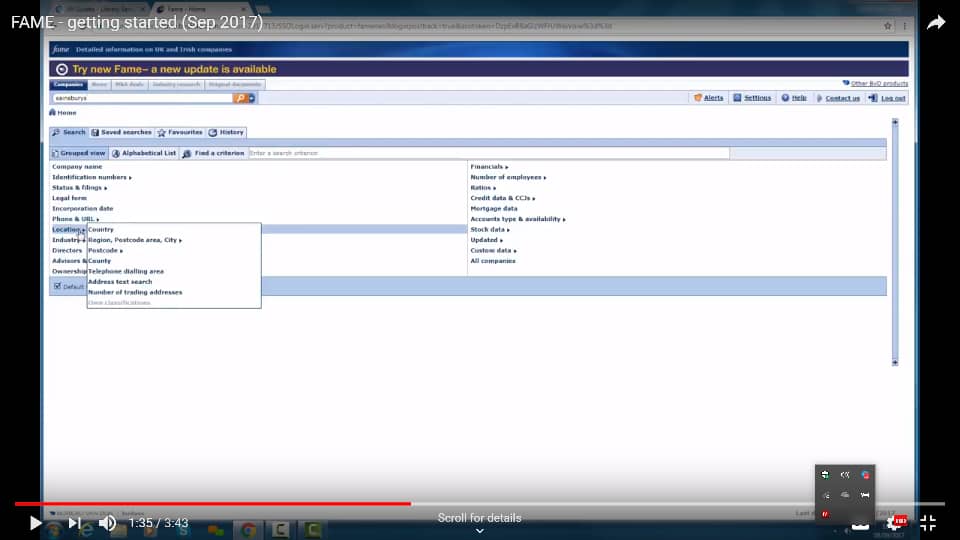 FAME - getting started (Sep 2017)
Fame - Home
fame Detailed information on UK and Irish companies
Try new Fame– a new update is available
Companies Home M&A deals Industry research Original documents
Other BvD products
sainsburys
Alerts Settings Help Contact us Log out
Home
Search Saved searches Favourites History
Grouped view Alphabetical List Find a criterion Enter a search criterion
Company name
Identification numbers
Status & filings
Legal form
Incorporation date
Phone & URL
Location
Industry
Directors
Advisors &
Ownership
Default
Country
Region, Postcode area, City
Postcode
County
Telephone dialling area
Address text search
Number of trading addresses
Own classifications
Financials
Number of employees
Ratios
Credit data & CCJs
Mortgage data
Accounts type & availability
Stock data
Updated
Custom data
All companies
1:35 / 3:43
Scroll for details
HD